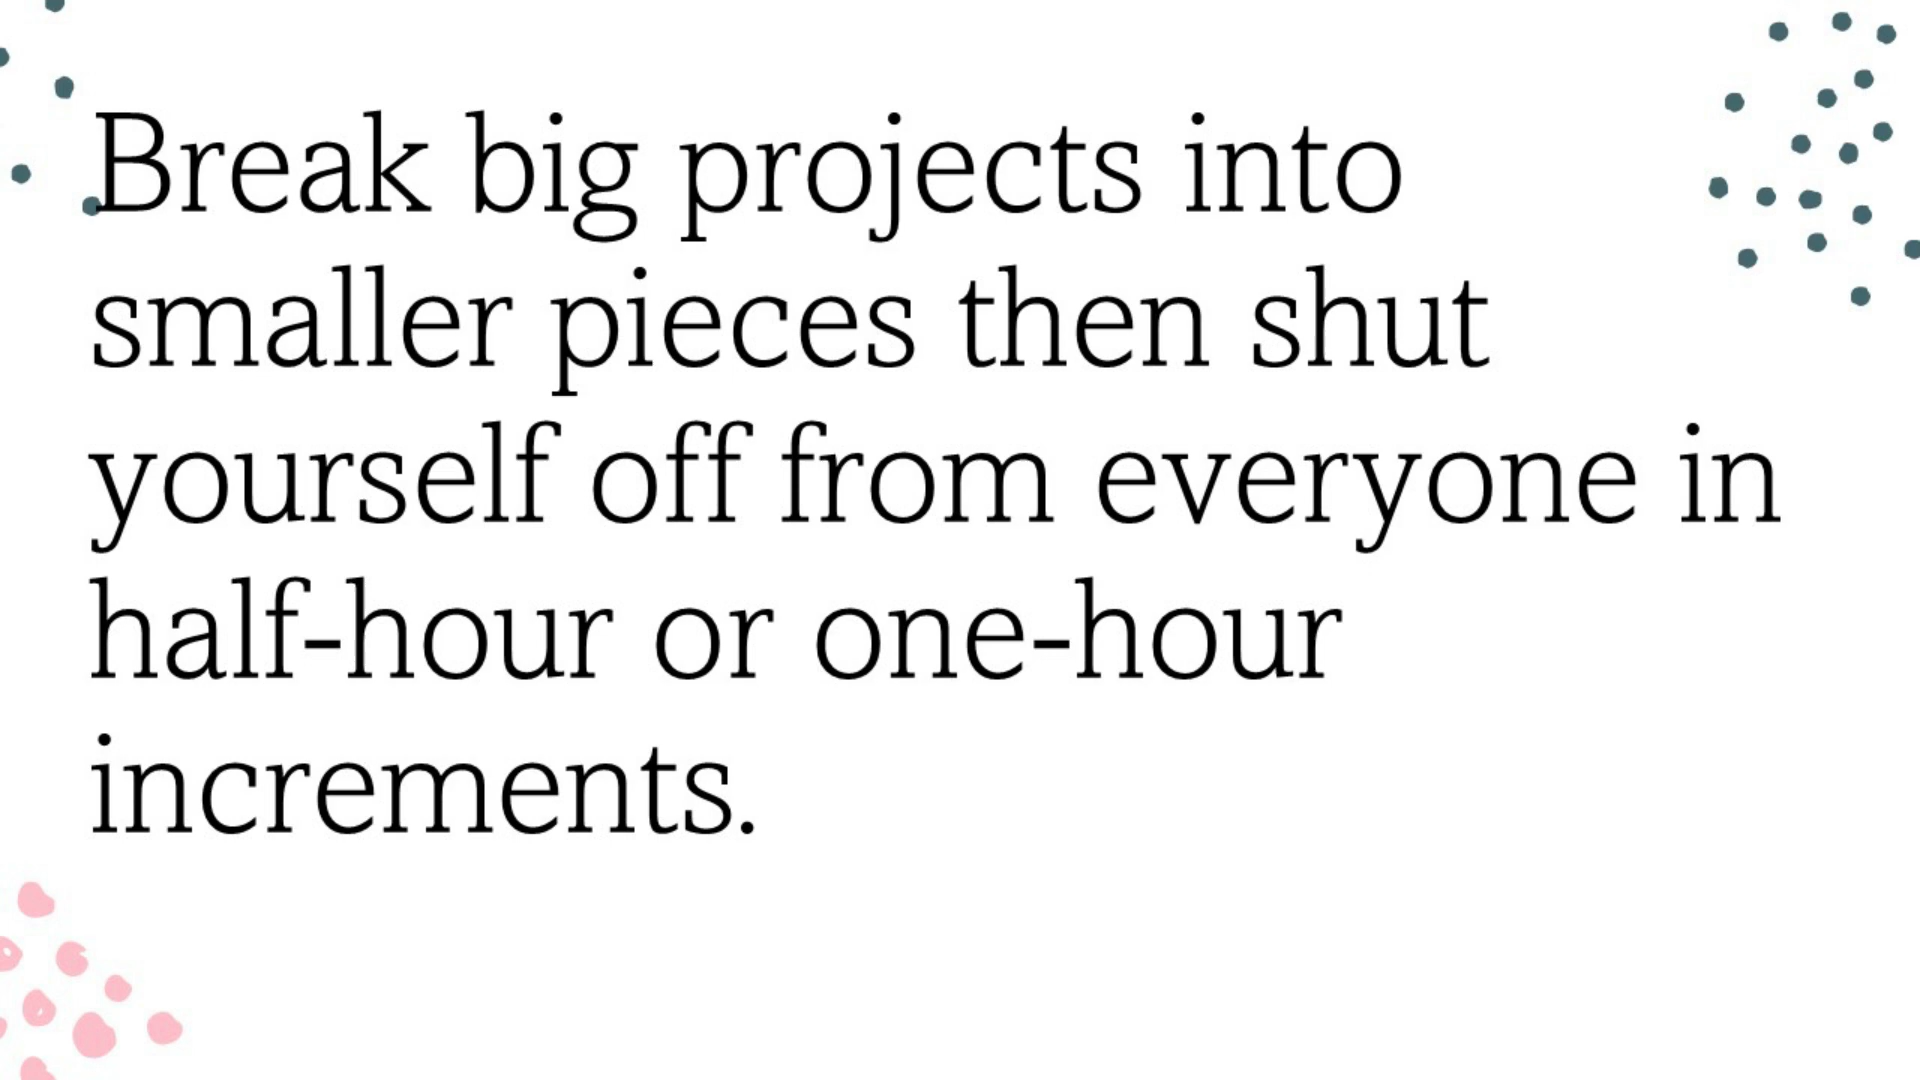 Break big projects into
smaller pieces then shut
yourself off from everyone in
half-hour or one-hour
increments.